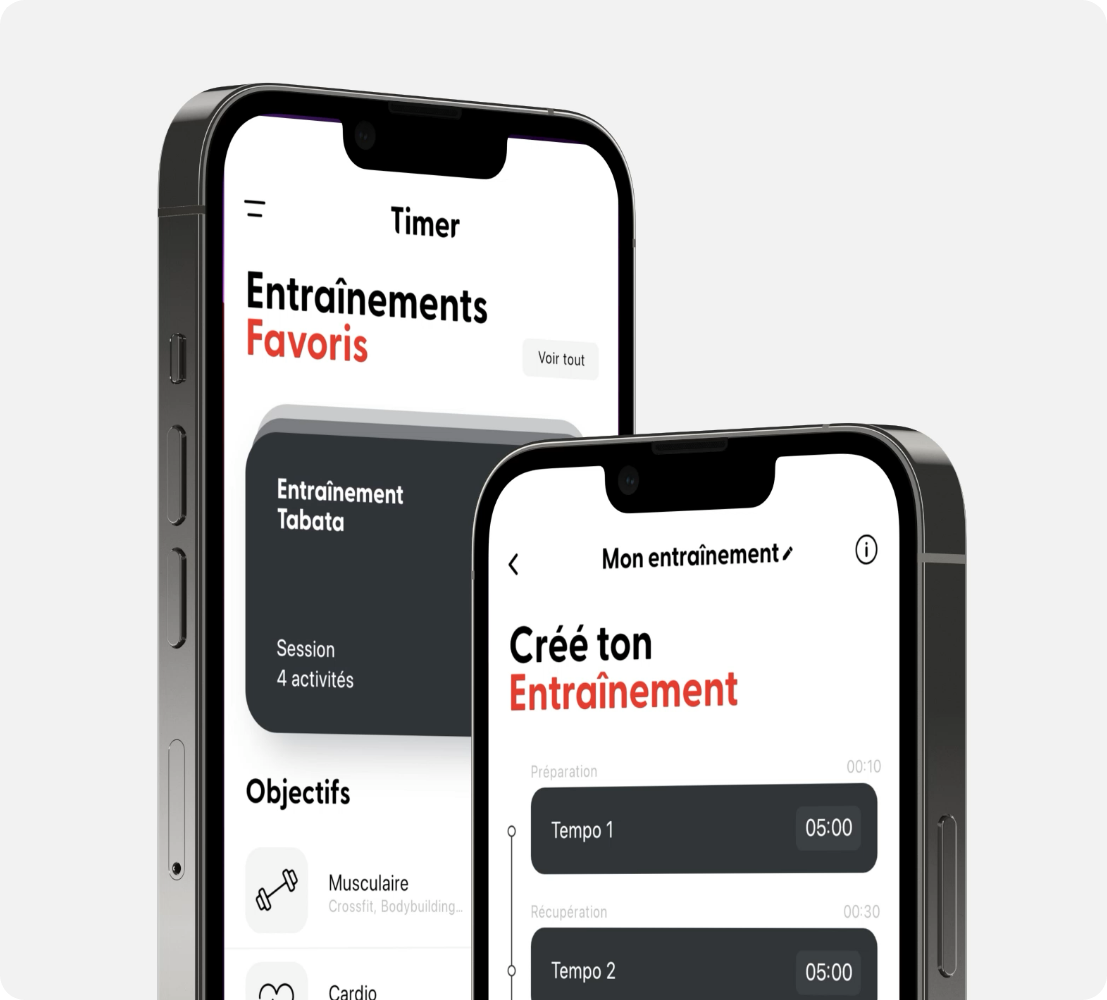 Timer
Entraînements
Favoris
Voir tout
Entraînement
Tabata
Session
4 activités
Objectifs
Musculaire
Crossfit, Bodybuilding...
Cardio
Mon entraînement
Créé ton
Entraînement
Préparation 00:10
Tempo 1 05:00
Récupération 00:30
Tempo 2 05:00